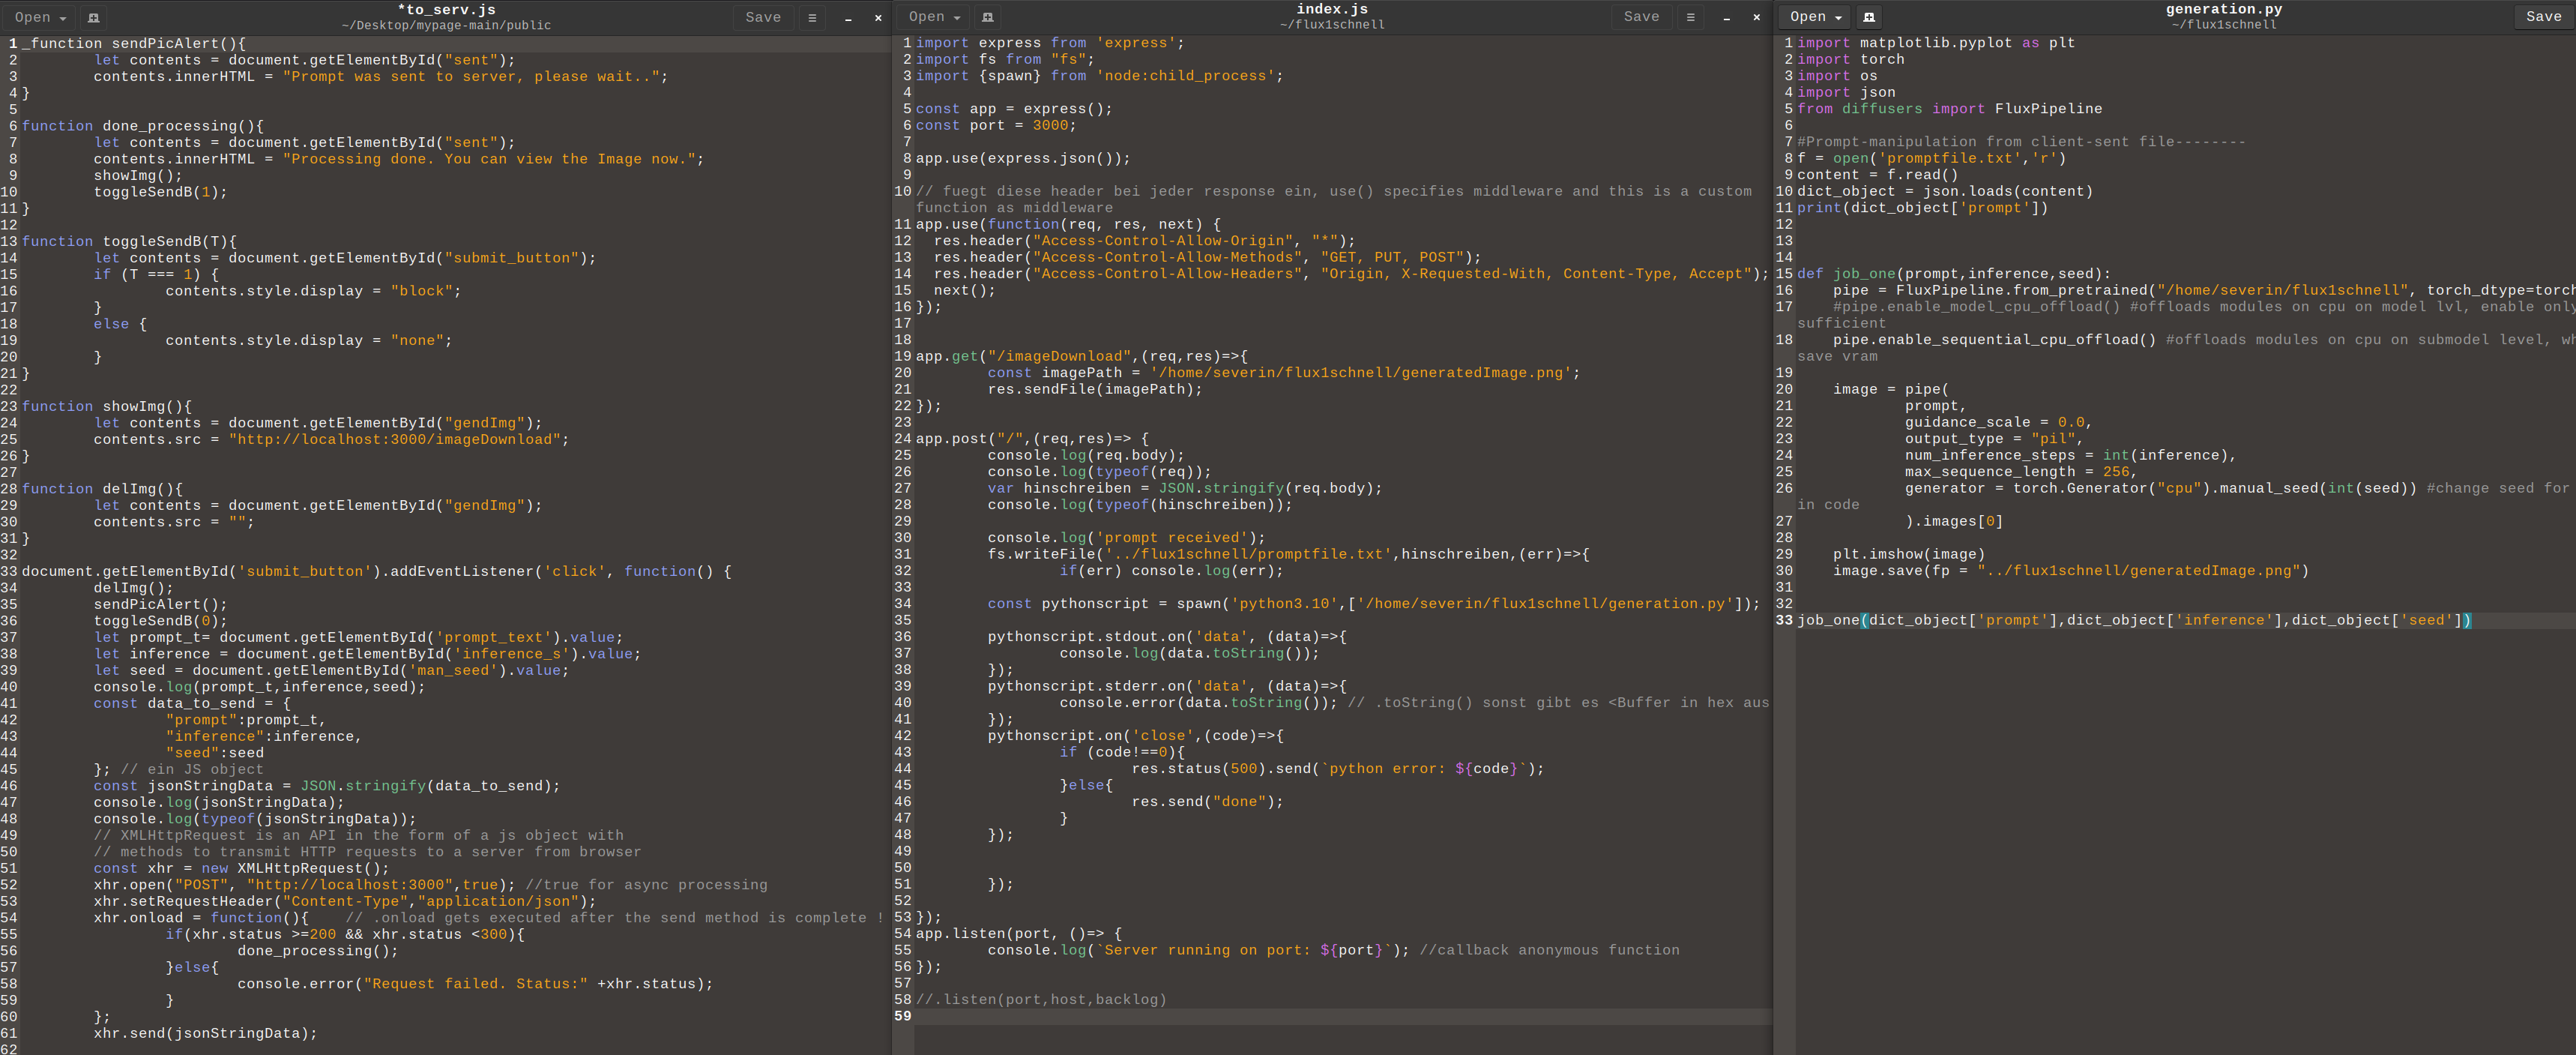 Open
*to_serv.js
~/Desktop/mypage-main/public
Save
1 _function sendPicAlert(){
2 let contents = document.getElementById("sent");
3 contents.innerHTML = "Prompt was sent to server, please wait..";
4 }
5
6 function done_processing(){
7 let contents = document.getElementById("sent");
8 contents.innerHTML = "Processing done. You can view the Image now.";
9 showImg();
10 toggleSendB(1);
11 }
12
13 function toggleSendB(T){
14 let contents = document.getElementById("submit_button");
15 if (T === 1) {
16 contents.style.display = "block";
17 }
18 else {
19 contents.style.display = "none";
20 }
21 }
22
23 function showImg(){
24 let contents = document.getElementById("gendImg");
25 contents.src = "http://localhost:3000/imageDownload";
26 }
27
28 function delImg(){
29 let contents = document.getElementById("gendImg");
30 contents.src = "";
31 }
32
33 document.getElementById('submit_button').addEventListener('click', function() {
34 delImg();
35 sendPicAlert();
36 toggleSendB(0);
37 let prompt_t= document.getElementById('prompt_text').value;
38 let inference = document.getElementById('inference_s').value;
39 let seed = document.getElementById('man_seed').value;
40 console.log(prompt_t,inference,seed);
41 const data_to_send = {
42 "prompt":prompt_t,
43 "inference":inference,
44 "seed":seed
45 }; // ein JS object
46 const jsonStringData = JSON.stringify(data_to_send);
47 console.log(jsonStringData);
48 console.log(typeof(jsonStringData));
49 // XMLHttpRequest is an API in the form of a js object with
50 // methods to transmit HTTP requests to a server from browser
51 const xhr = new XMLHttpRequest();
52 xhr.open("POST", "http://localhost:3000",true); //true for async processing
53 xhr.setRequestHeader("Content-Type","application/json");
54 xhr.onload = function(){ // .onload gets executed after the send method is complete !
55 if(xhr.status >=200 && xhr.status <300){
56 done_processing();
57 }else{
58 console.error("Request failed. Status:" +xhr.status);
59 }
60 };
61 xhr.send(jsonStringData);
62
Open
index.js
~/flux1schnell
Save
1 import express from 'express';
2 import fs from "fs";
3 import {spawn} from 'node:child_process';
4
5 const app = express();
6 const port = 3000;
7
8 app.use(express.json());
9
10 // fuegt diese header bei jeder response ein, use() specifies middleware and this is a custom
function as middleware
11 app.use(function(req, res, next) {
12 res.header("Access-Control-Allow-Origin", "*");
13 res.header("Access-Control-Allow-Methods", "GET, PUT, POST");
14 res.header("Access-Control-Allow-Headers", "Origin, X-Requested-With, Content-Type, Accept");
15 next();
16 });
17
18
19 app.get("/imageDownload",(req,res)=>{
20 const imagePath = '/home/severin/flux1schnell/generatedImage.png';
21 res.sendFile(imagePath);
22 });
23
24 app.post("/",(req,res)=> {
25 console.log(req.body);
26 console.log(typeof(req));
27 var hinschreiben = JSON.stringify(req.body);
28 console.log(typeof(hinschreiben));
29
30 console.log('prompt received');
31 fs.writeFile('../flux1schnell/promptfile.txt',hinschreiben,(err)=>{
32 if(err) console.log(err);
33
34 const pythonscript = spawn('python3.10',['/home/severin/flux1schnell/generation.py']);
35
36 pythonscript.stdout.on('data', (data)=>{
37 console.log(data.toString());
38 });
39 pythonscript.stderr.on('data', (data)=>{
40 console.error(data.toString()); // .toString() sonst gibt es <Buffer in hex aus
41 });
42 pythonscript.on('close',(code)=>{
43 if (code!==0){
44 res.status(500).send(`python error: ${code}`);
45 }else{
46 res.send("done");
47 }
48 });
49
50
51 });
52
53 });
54 app.listen(port, ()=> {
55 console.log(`Server running on port: ${port}`); //callback anonymous function
56 });
57
58 //.listen(port,host,backlog)
59
Open
generation.py
~/flux1schnell
Save
1 import matplotlib.pyplot as plt
2 import torch
3 import os
4 import json
5 from diffusers import FluxPipeline
6
7 #Prompt-manipulation from client-sent file--------
8 f = open('promptfile.txt','r')
9 content = f.read()
10 dict_object = json.loads(content)
11 print(dict_object['prompt'])
12
13
14
15 def job_one(prompt,inference,seed):
16 pipe = FluxPipeline.from_pretrained("/home/severin/flux1schnell", torch_dtype=torch
17 #pipe.enable_model_cpu_offload() #offloads modules on cpu on model lvl, enable only
sufficient
18 pipe.enable_sequential_cpu_offload() #offloads modules on cpu on submodel level, wh
save vram
19
20 image = pipe(
21 prompt,
22 guidance_scale = 0.0,
23 output_type = "pil",
24 num_inference_steps = int(inference),
25 max_sequence_length = 256,
26 generator = torch.Generator("cpu").manual_seed(int(seed)) #change seed for
in code
27 ).images[0]
28
29 plt.imshow(image)
30 image.save(fp = "../flux1schnell/generatedImage.png")
31
32
33 job_one(dict_object['prompt'],dict_object['inference'],dict_object['seed'])